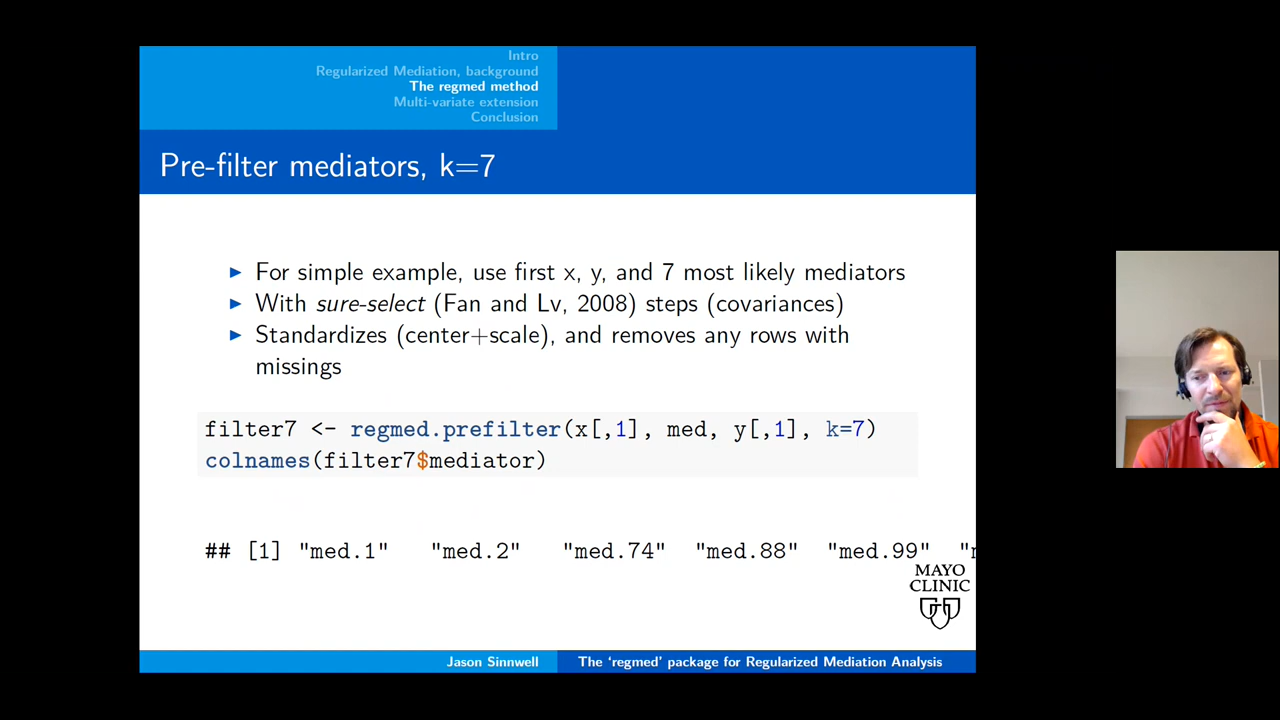 Intro
Regularized Mediation, background
The regmed method
Multi-variate extension
Conclusion
Pre-filter mediators, k=7
▶ For simple example, use first x, y, and 7 most likely mediators
▶ With sure-select (Fan and Lv, 2008) steps (covariances)
▶ Standardizes (center+scale), and removes any rows with
missings
filter7 <- regmed.prefilter(x[,1], med, y[,1], k=7)
colnames(filter7$mediator)
## [1] "med.1" "med.2" "med.74" "med.88" "med.99"
MAYO
CLINIC
Jason Sinnwell The ‘regmed’ package for Regularized Mediation Analysis